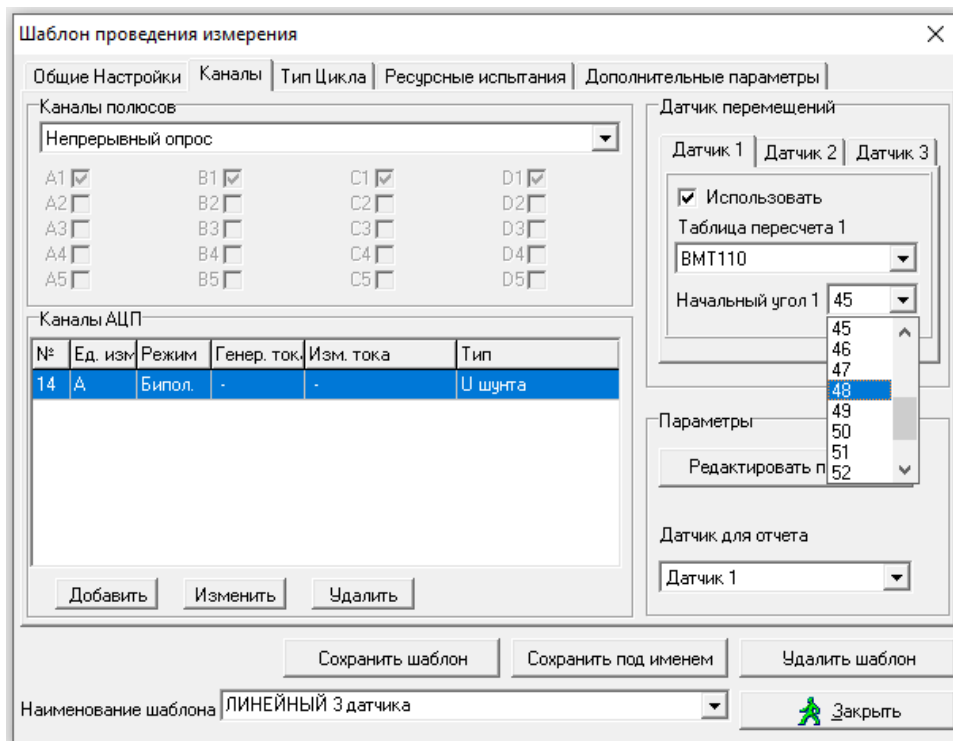 Шаблон проведения измерения
Общие Настройки Каналы Тип Цикла Ресурсные испытания Дополнительные параметры
Каналы полюсов
Непрерывный опрос
A1 B1 C1 D1
A2 B2 C2 D2
A3 B3 C3 D3
A4 B4 C4 D4
A5 B5 C5 D5
Каналы АЦП
№ Ед. изм Режим Генер. ток Изм. тока Тип
14 А Бипол. - - U шунта
Добавить Изменить Удалить
Датчик перемещений
Датчик 1 Датчик 2 Датчик 3
Использовать
Таблица пересчета 1
ВМТ110
Начальный угол 1 45
45
46
47
48
49
50
51
52
Параметры
Редактировать п
Датчик для отчета
Датчик 1
Сохранить шаблон Сохранить под именем Удалить шаблон
Наименование шаблона ЛИНЕЙНЫЙ 3 датчика
Закрыть